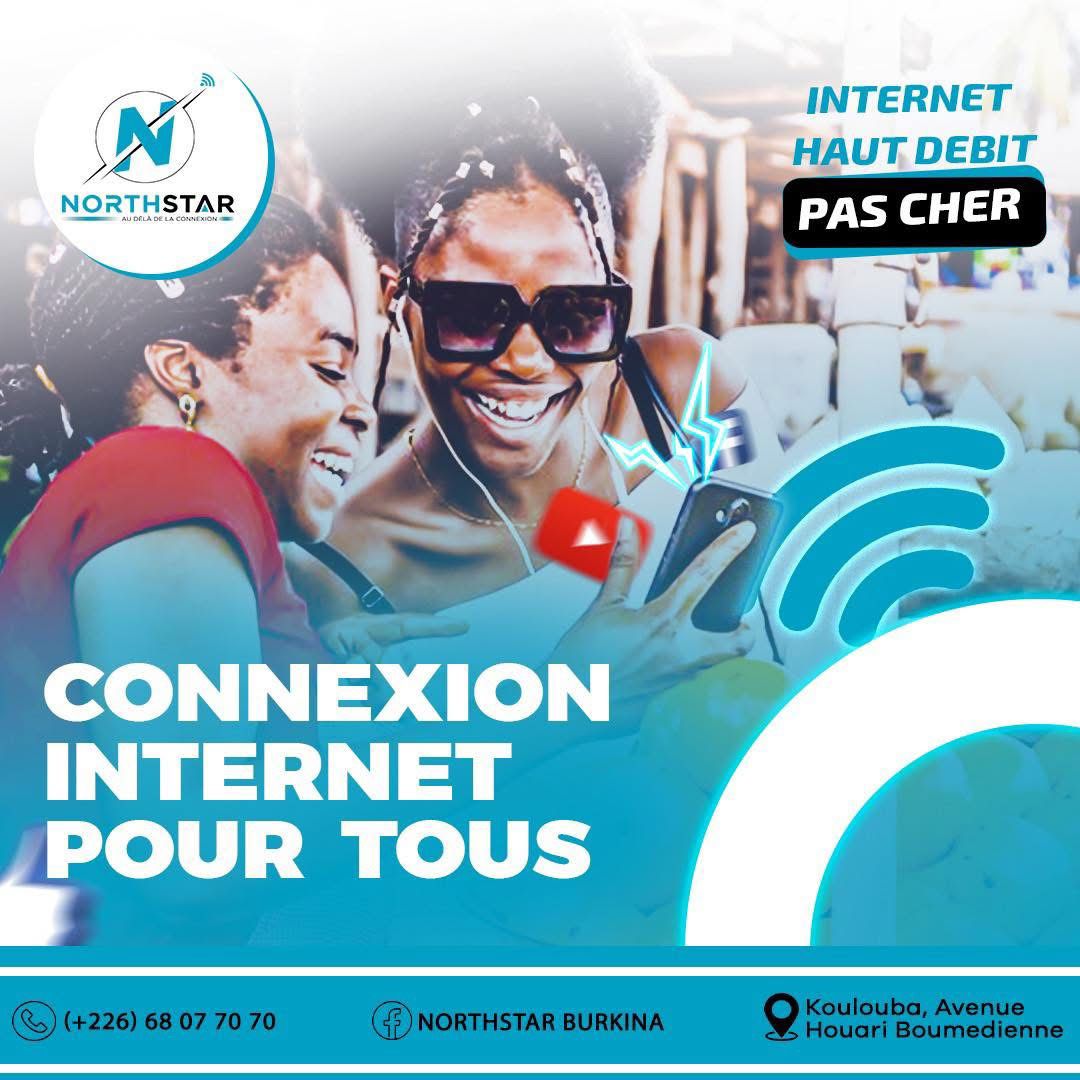 N
NORTHSTAR
AU DÉLÀ DE LA CONNEXION
INTERNET
HAUT DEBIT
PAS CHER
CONNEXION
INTERNET
POUR TOUS
(+226) 68 07 70 70
NORTHSTAR BURKINA
Koulouba, Avenue
Houari Boumedienne